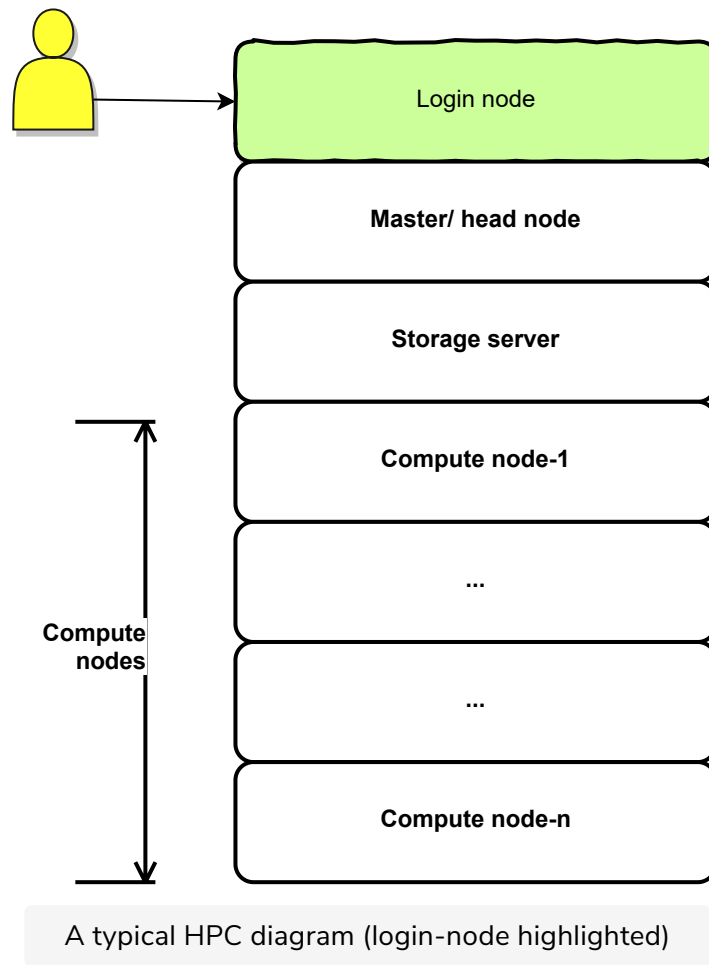 Login node
Master/ head node
Storage server
Compute node-1
...
Compute
nodes
...
Compute node-n
A typical HPC diagram (login-node highlighted)